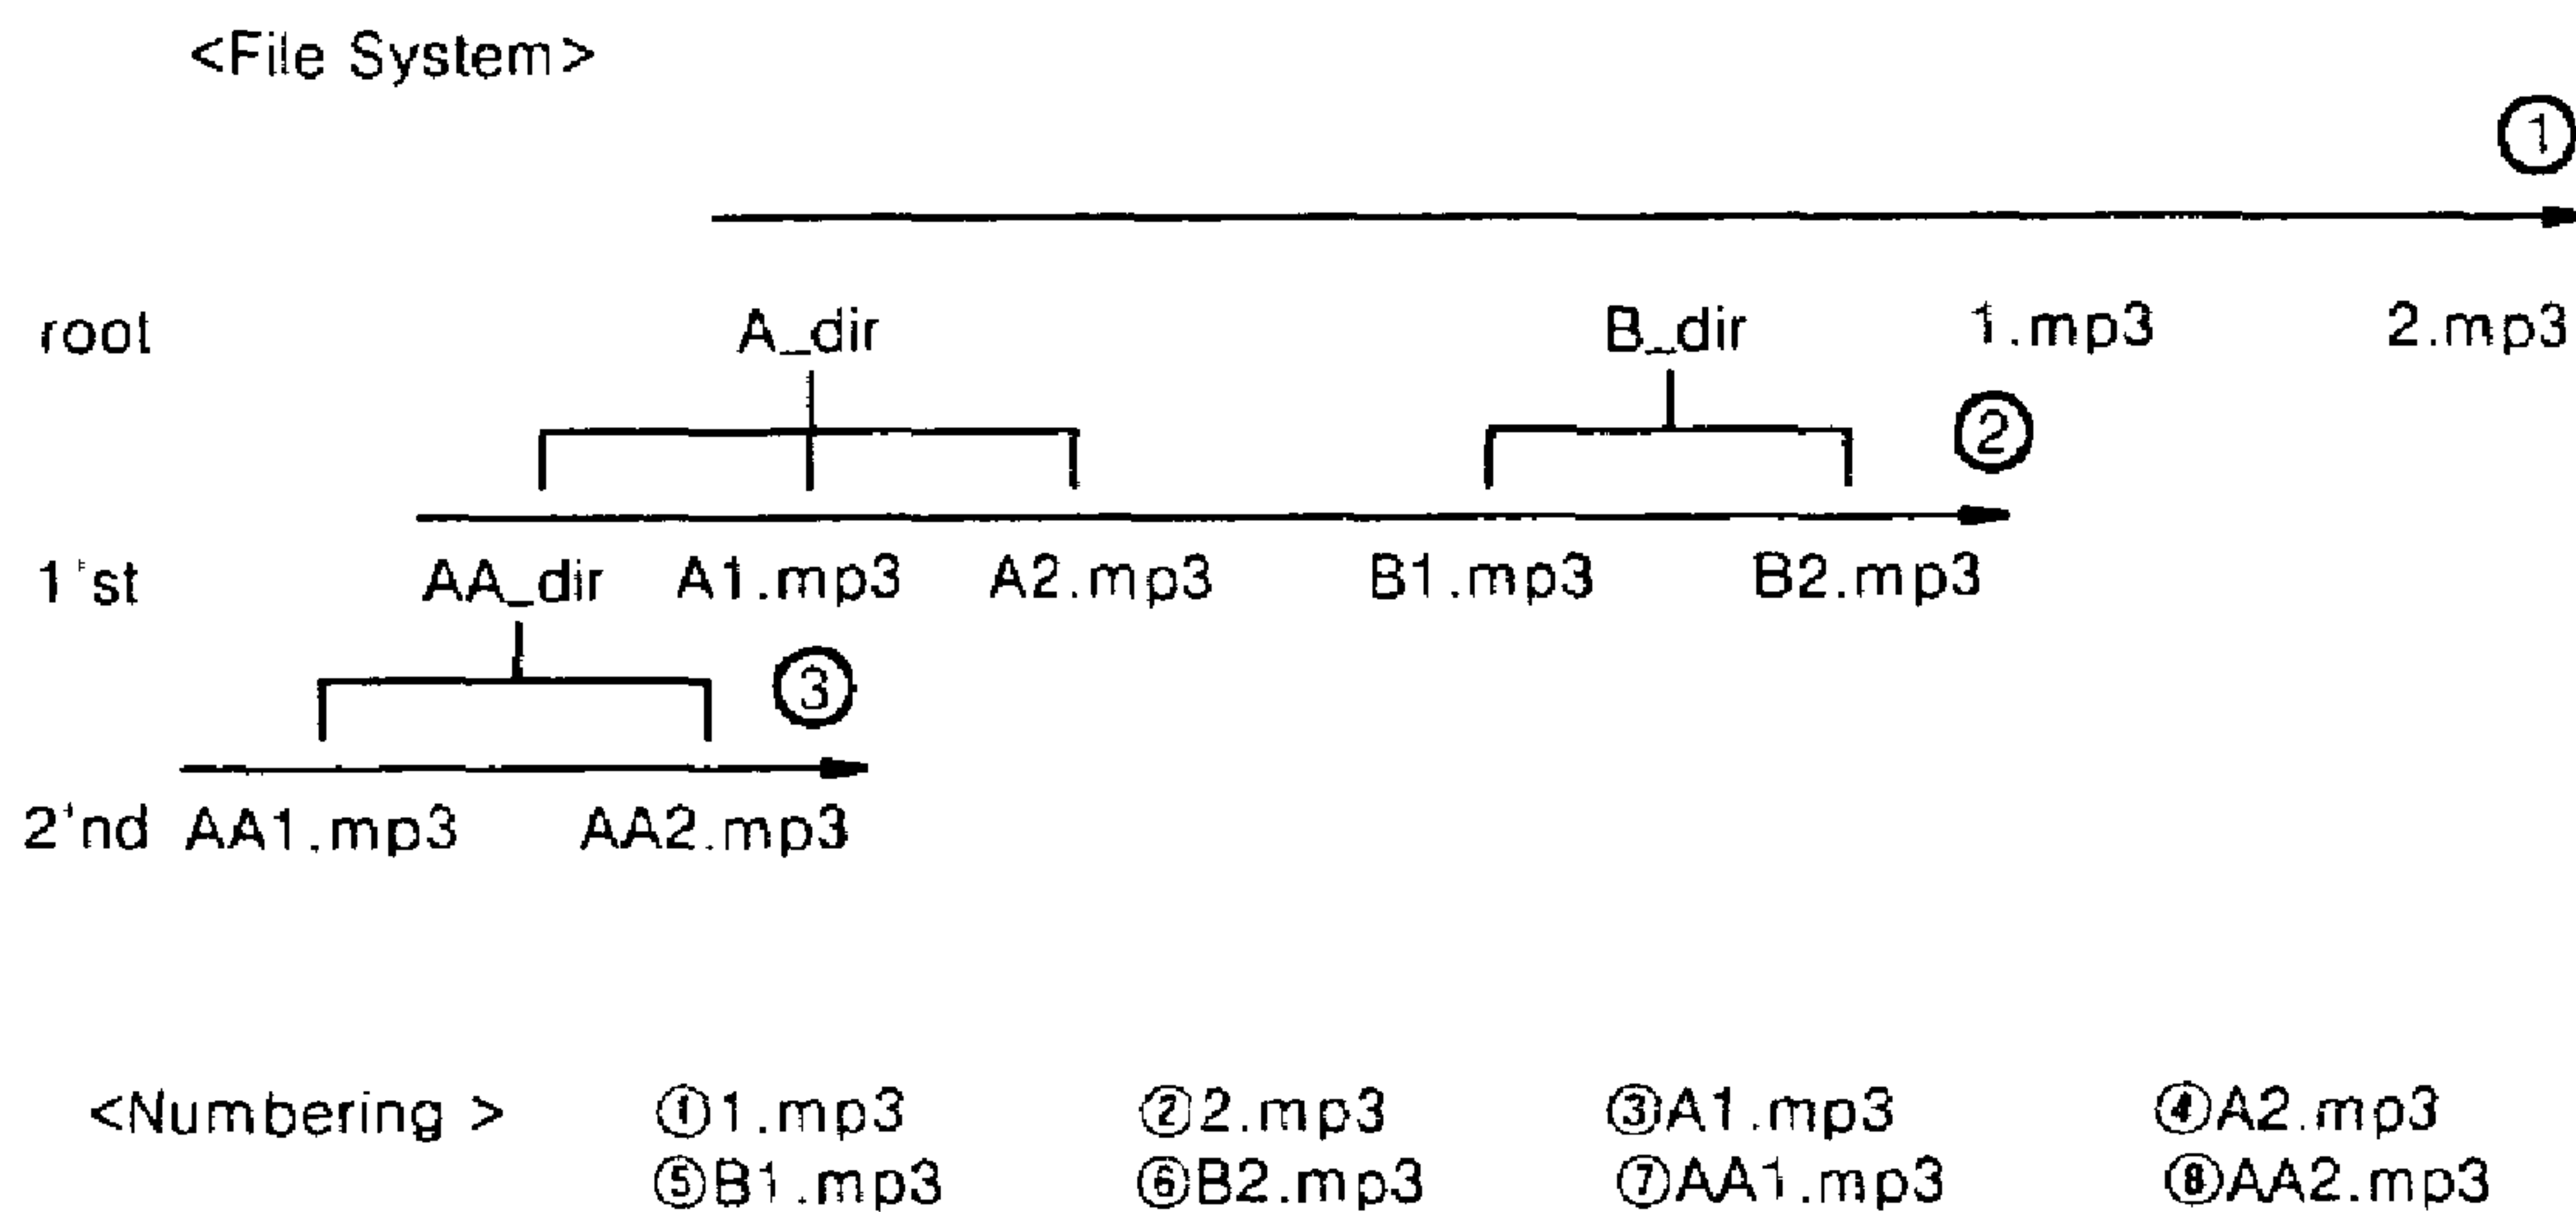 <File System>
①
root A_dir B_dir 1.mp3 2.mp3
②
1'st AA_dir A1.mp3 A2.mp3 B1.mp3 B2.mp3
③
2'nd AA1.mp3 AA2.mp3
<Numbering > ①1.mp3 ②2.mp3 ③A1.mp3 ④A2.mp3
⑤B1.mp3 ⑥B2.mp3 ⑦AA1.mp3 ⑧AA2.mp3